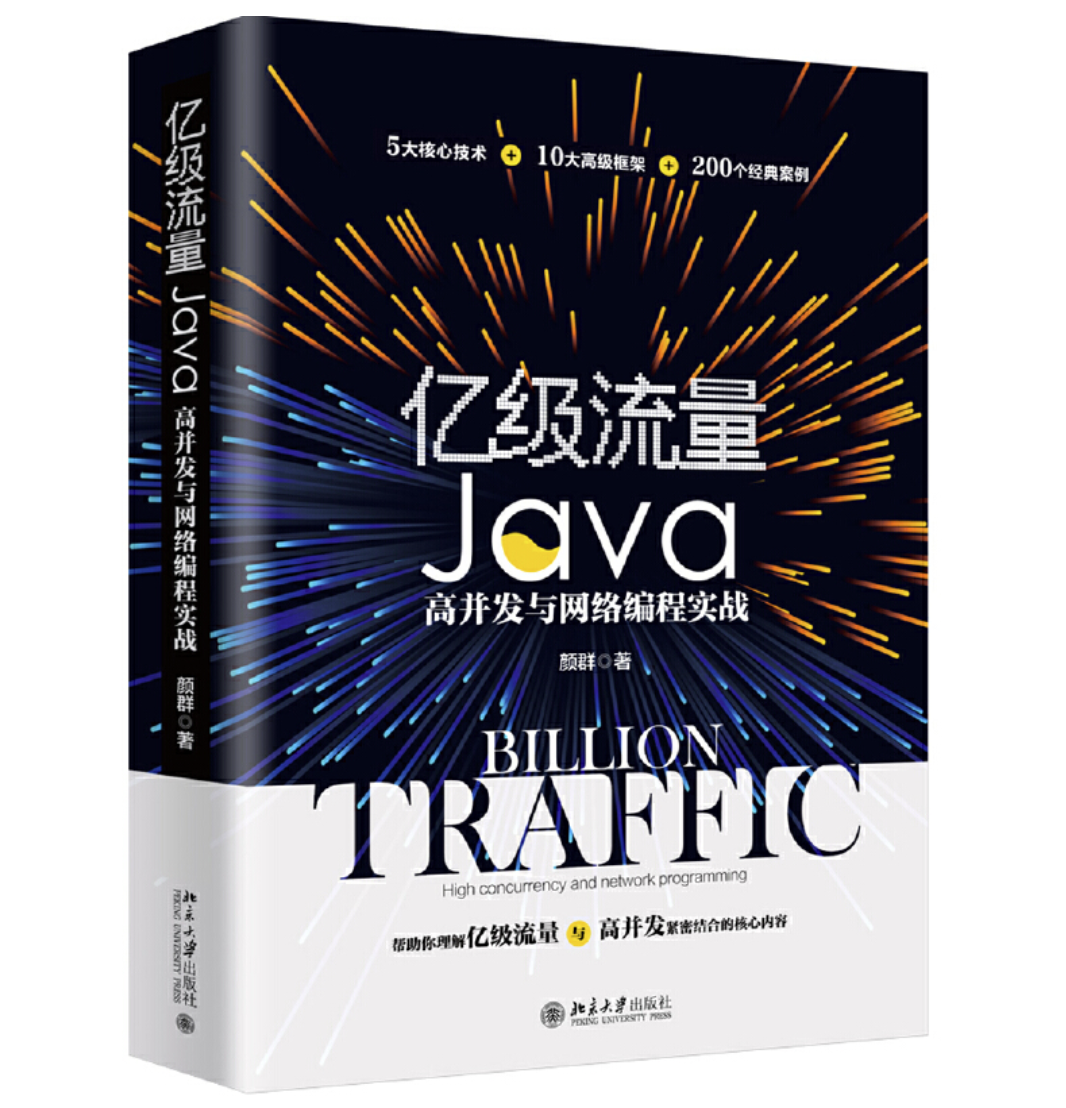 亿级流量 Java 高并发与网络编程实战 颜群◎著
北京大学出版社
PEKING UNIVERSITY PRESS
5大核心技术 + 10大高级框架 + 200个经典案例
亿级流量
Java
高并发与网络编程实战
颜群◎著
BILLION
TRAFFIC
High concurrency and network programming
帮助你理解亿级流量与高并发紧密结合的核心内容
北京大学出版社
PEKING UNIVERSITY PRESS